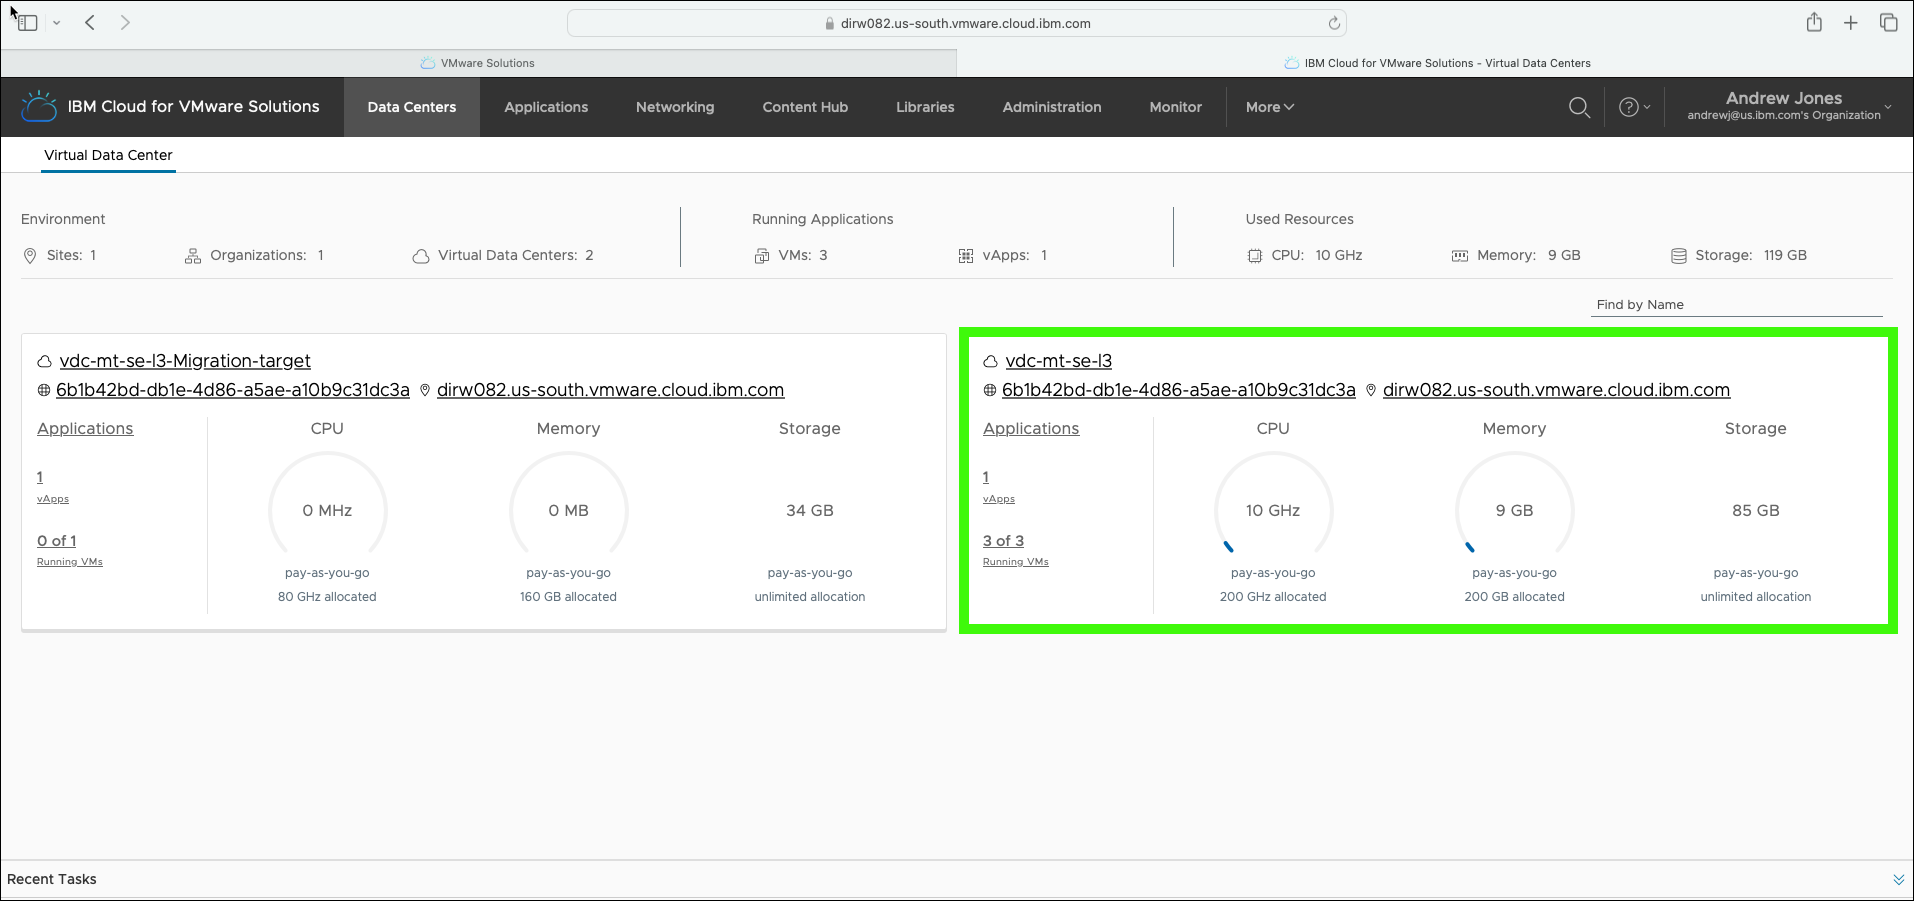 dirw082.us-south.vmware.cloud.ibm.com
VMware Solutions
IBM Cloud for VMware Solutions - Virtual Data Centers
IBM Cloud for VMware Solutions
Data Centers
Applications
Networking
Content Hub
Libraries
Administration
Monitor
More
Andrew Jones
andrewj@us.ibm.com's Organization
Virtual Data Center
Environment
Sites: 1
Organizations: 1
Virtual Data Centers: 2
Running Applications
VMs: 3
vApps: 1
Used Resources
CPU: 10 GHz
Memory: 9 GB
Storage: 119 GB
Find by Name
vdc-mt-se-l3-Migration-target
6b1b42bd-db1e-4d86-a5ae-a10b9c31dc3a
dirw082.us-south.vmware.cloud.ibm.com
Applications
1
vApps
0 of 1
Running VMs
CPU
0 MHz
pay-as-you-go
80 GHz allocated
Memory
0 MB
pay-as-you-go
160 GB allocated
Storage
34 GB
pay-as-you-go
unlimited allocation
vdc-mt-se-l3
6b1b42bd-db1e-4d86-a5ae-a10b9c31dc3a
dirw082.us-south.vmware.cloud.ibm.com
Applications
1
vApps
3 of 3
Running VMs
CPU
10 GHz
pay-as-you-go
200 GHz allocated
Memory
9 GB
pay-as-you-go
200 GB allocated
Storage
85 GB
pay-as-you-go
unlimited allocation
Recent Tasks